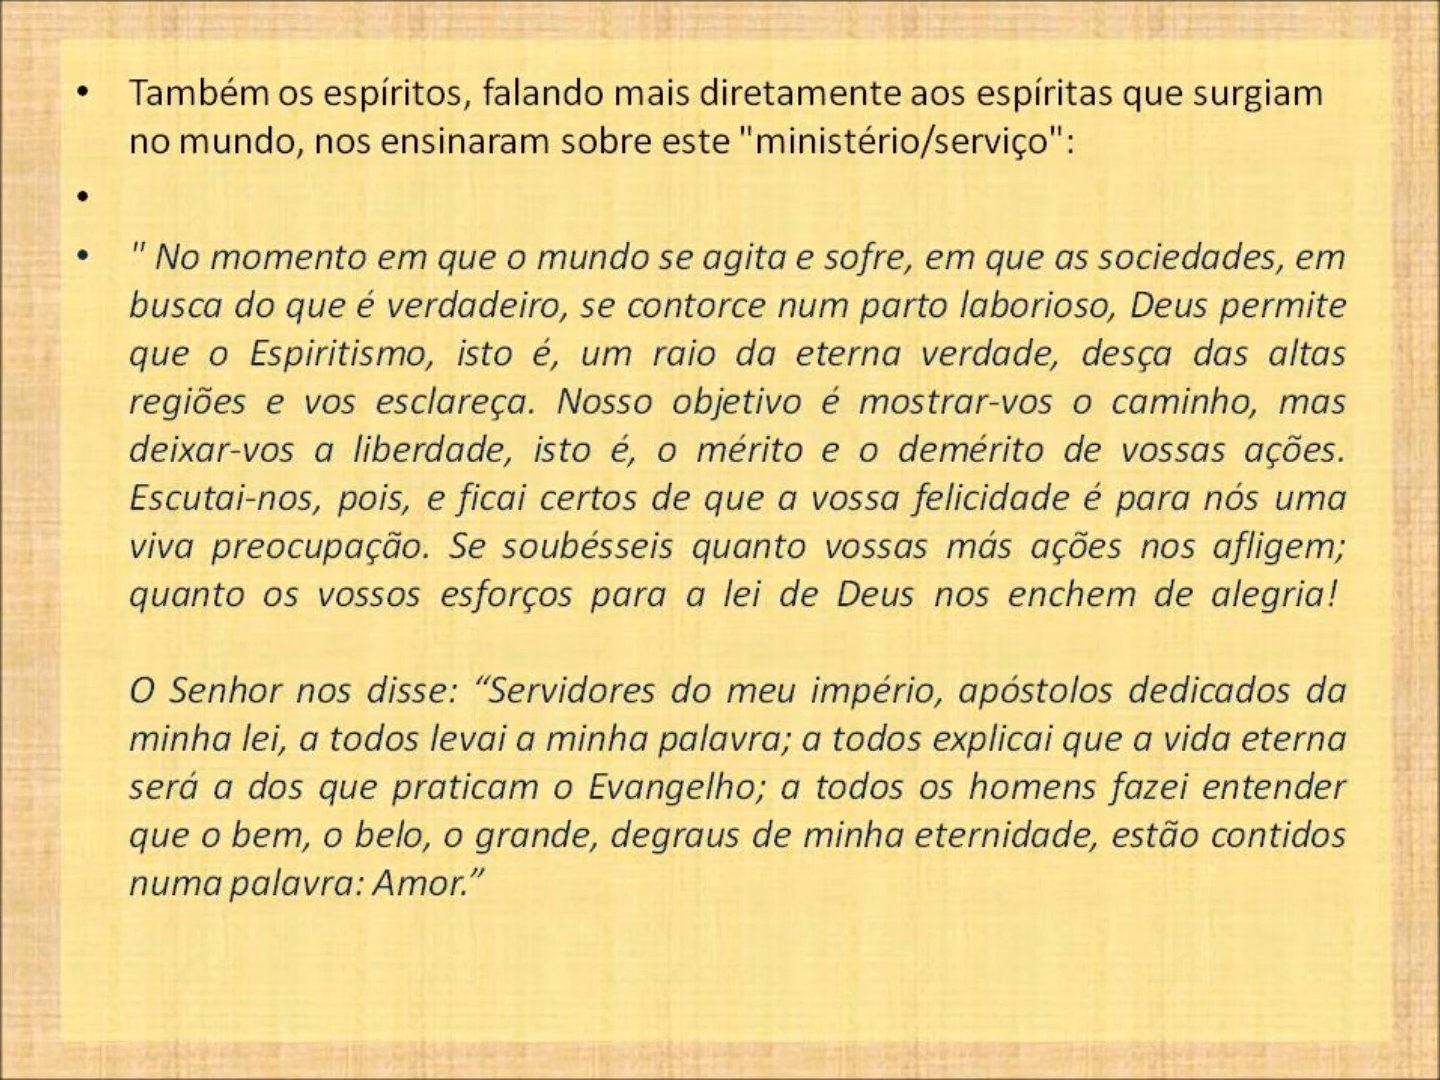 • Também os espíritos, falando mais diretamente aos espíritas que surgiam
no mundo, nos ensinaram sobre este "ministério/serviço":
•
• " No momento em que o mundo se agita e sofre, em que as sociedades, em
busca do que é verdadeiro, se contorce num parto laborioso, Deus permite
que o Espiritismo, isto é, um raio da eterna verdade, desça das altas
regiões e vos esclareça. Nosso objetivo é mostrar-vos o caminho, mas
deixar-vos a liberdade, isto é, o mérito e o demérito de vossas ações.
Escutai-nos, pois, e ficai certos de que a vossa felicidade é para nós uma
viva preocupação. Se soubésseis quanto vossas más ações nos afligem;
quanto os vossos esforços para a lei de Deus nos enchem de alegria!
O Senhor nos disse: “Servidores do meu império, apóstolos dedicados da
minha lei, a todos levai a minha palavra; a todos explicai que a vida eterna
será a dos que praticam o Evangelho; a todos os homens fazei entender
que o bem, o belo, o grande, degraus de minha eternidade, estão contidos
numa palavra: Amor.”